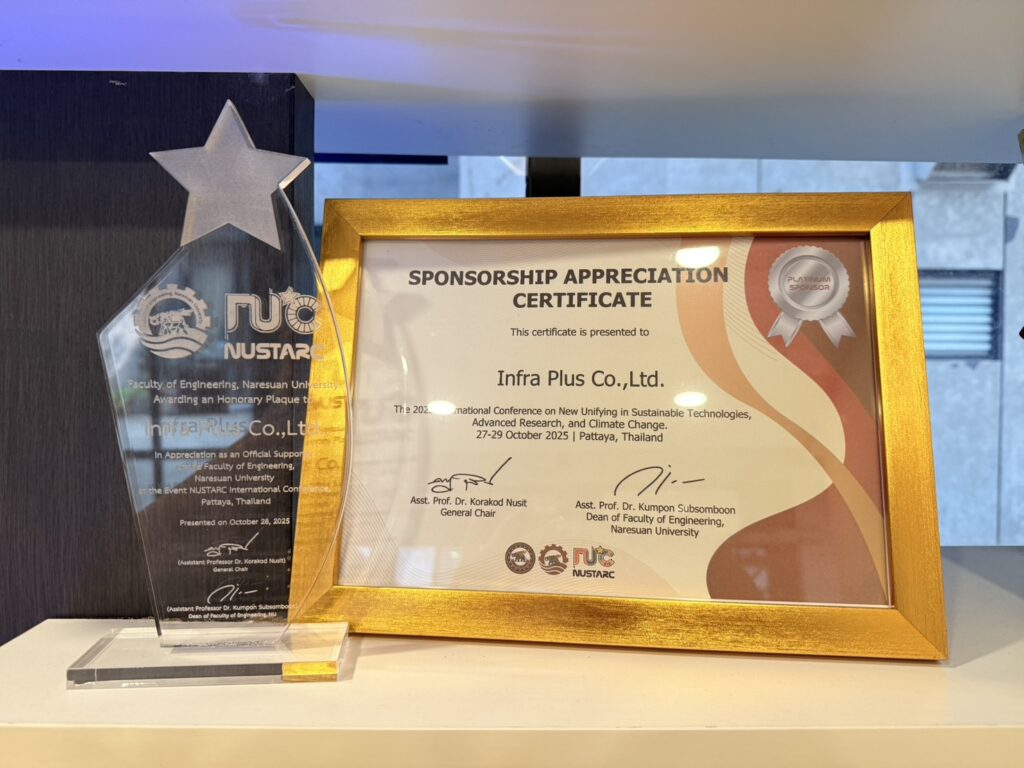 NUSTARC
Faculty of Engineering, Naresuan University
Awarding an Honorary Plaque to
Infra Plus Co.,Ltd.
In Appreciation as an Official Supporter
Faculty of Engineering,
Naresuan University
at the Event NUSTARC International Conference,
Pattaya, Thailand
Presented on October 28, 2025
(Assistant Professor Dr. Korakod Nusit)
General Chair
(Assistant Professor Dr. Kumpon Subsomboon)
Dean of Faculty of Engineering, NU
SPONSORSHIP APPRECIATION
CERTIFICATE
PLATINUM
SPONSOR
This certificate is presented to
Infra Plus Co.,Ltd.
The 2025 International Conference on New Unifying in Sustainable Technologies,
Advanced Research, and Climate Change.
27-29 October 2025 | Pattaya, Thailand
Asst. Prof. Dr. Korakod Nusit
General Chair
Asst. Prof. Dr. Kumpon Subsomboon
Dean of Faculty of Engineering,
Naresuan University
NUSTARC